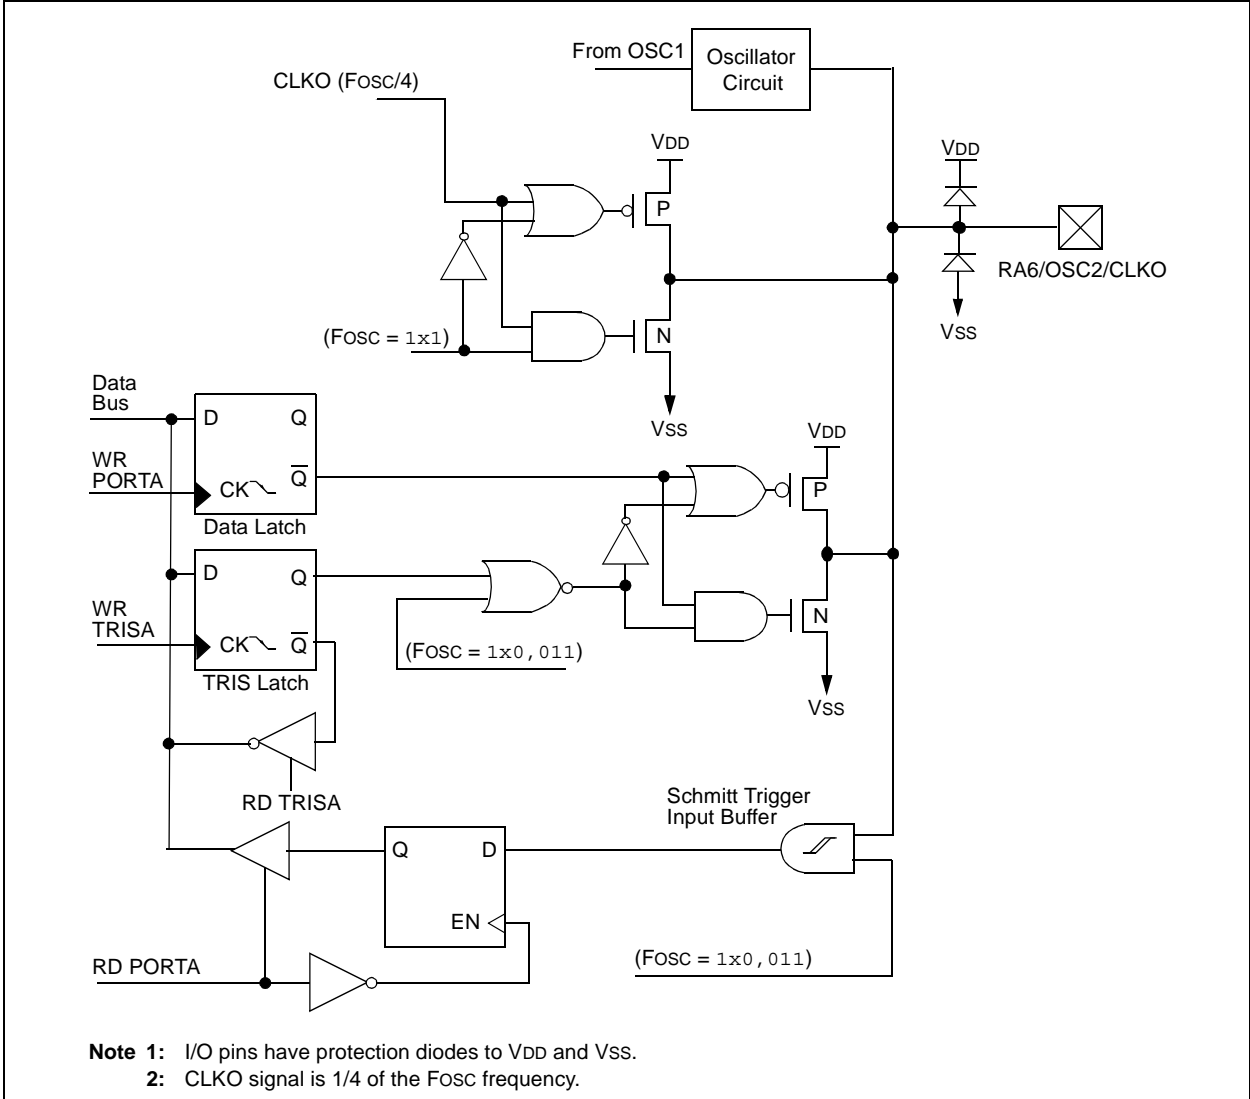 From OSC1
Oscillator
Circuit
CLKO (FOSC/4)
VDD
P
VDD
RA6/OSC2/CLKO
VSS
(FOSC = 1x1)
N
VSS
Data
Bus
D
Q
WR
PORTA
CK
Q
Data Latch
VDD
P
D
Q
WR
TRISA
CK
Q
TRIS Latch
(FOSC = 1x0,011)
N
VSS
RD TRISA
Schmitt Trigger
Input Buffer
Q
D
EN
RD PORTA
(FOSC = 1x0,011)
Note 1: I/O pins have protection diodes to VDD and VSS.
2: CLKO signal is 1/4 of the FOSC frequency.